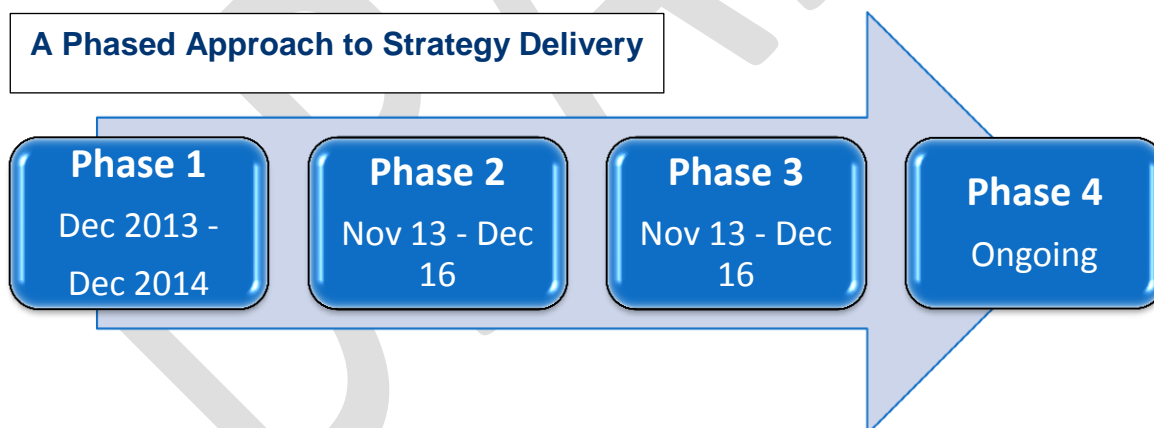 A Phased Approach to Strategy Delivery
Phase 1
Dec 2013 -
Dec 2014
Phase 2
Nov 13 - Dec
16
Phase 3
Nov 13 - Dec
16
Phase 4
Ongoing